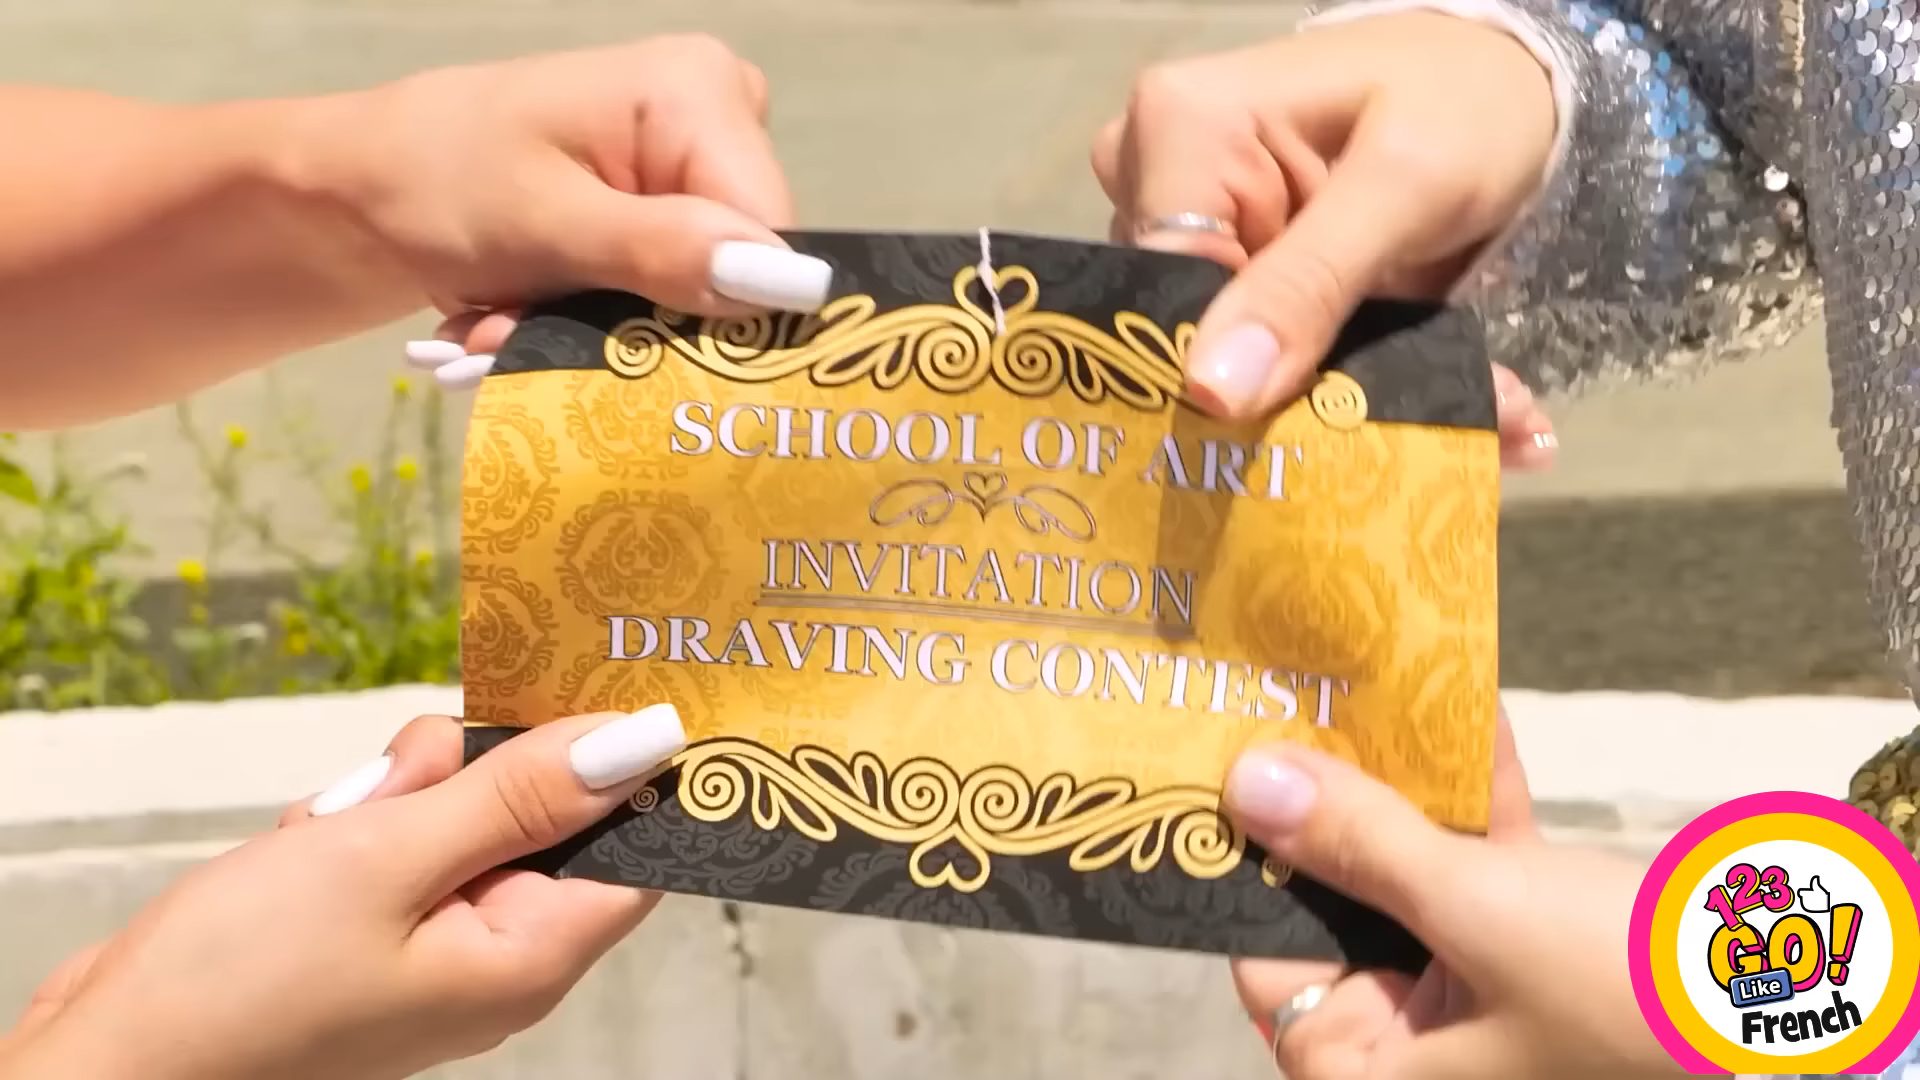 SCHOOL OF ART
INVITATION
DRAVING CONTEST
123
GO!
Like
French